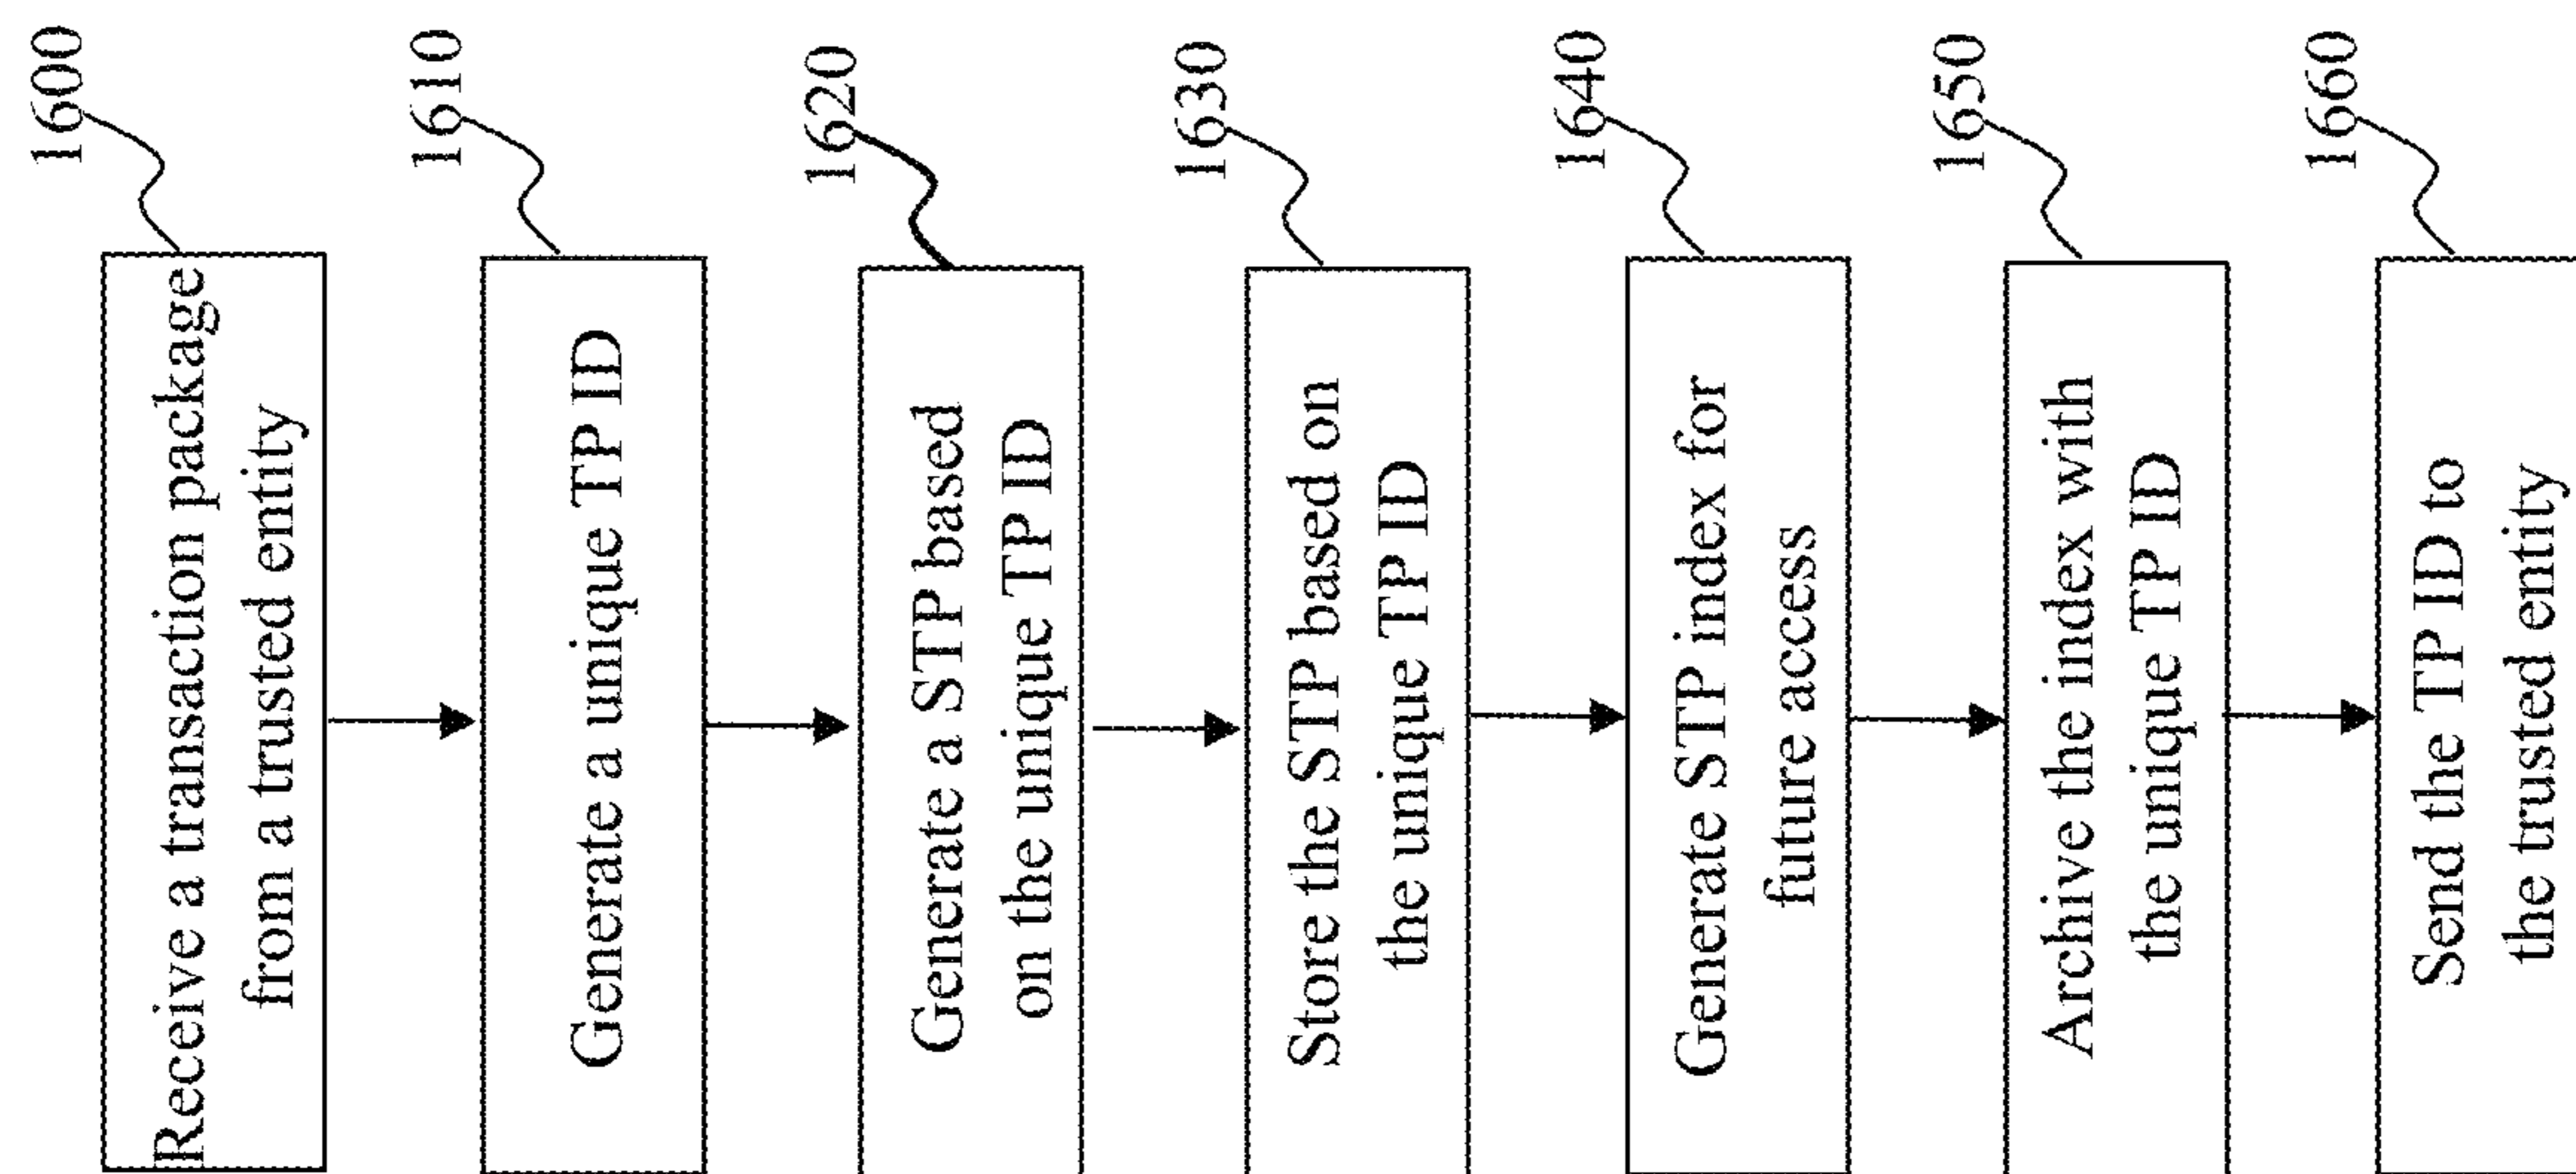 1600
Receive a transaction package
from a trusted entity
1610
Generate a unique TP ID
1620
Generate a STP based
on the unique TP ID
1630
Store the STP based on
the unique TP ID
1640
Generate STP index for
future access
1650
Archive the index with
the unique TP ID
1660
Send the TP ID to
the trusted entity